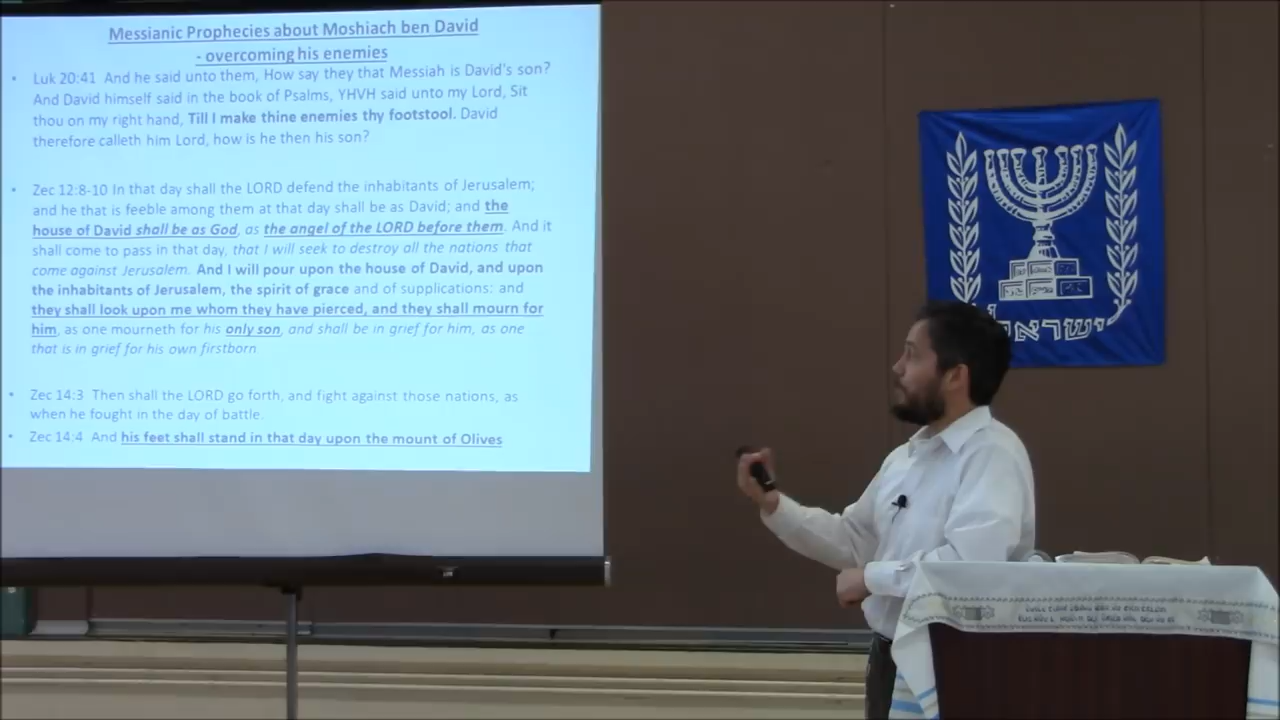 Messianic Prophecies about Moshiach ben David
- overcoming his enemies
• Luk 20:41 And he said unto them, How say they that Messiah is David's son?
And David himself said in the book of Psalms, YHVH said unto my Lord, Sit
thou on my right hand, Till I make thine enemies thy footstool. David
therefore calleth him Lord, how is he then his son?
• Zec 12:8-10 In that day shall the LORD defend the inhabitants of Jerusalem;
and he that is feeble among them at that day shall be as David; and the
house of David shall be as God, as the angel of the LORD before them. And it
shall come to pass in that day, that I will seek to destroy all the nations that
come against Jerusalem. And I will pour upon the house of David, and upon
the inhabitants of Jerusalem, the spirit of grace and of supplications: and
they shall look upon me whom they have pierced, and they shall mourn for
him, as one mourneth for his only son, and shall be in grief for him, as one
that is in grief for his own firstborn
• Zec 14:3 Then shall the LORD go forth, and fight against those nations, as
when he fought in the day of battle.
• Zec 14:4 And his feet shall stand in that day upon the mount of Olives
ישראל